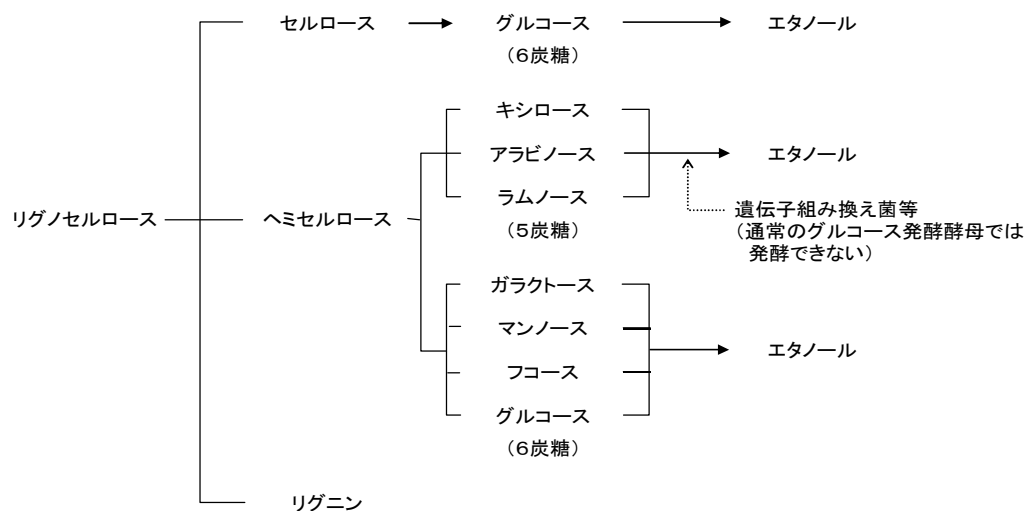 セルロース
グルコース
エタノール
(6炭糖)
キシロース
アラビノース
エタノール
ラムノース
(5炭糖)
リグノセルロース
ヘミセルロース
遺伝子組み換え菌等
(通常のグルコース発酵酵母では
発酵できない)
ガラクトース
マンノース
エタノール
フコース
グルコース
(6炭糖)
リグニン